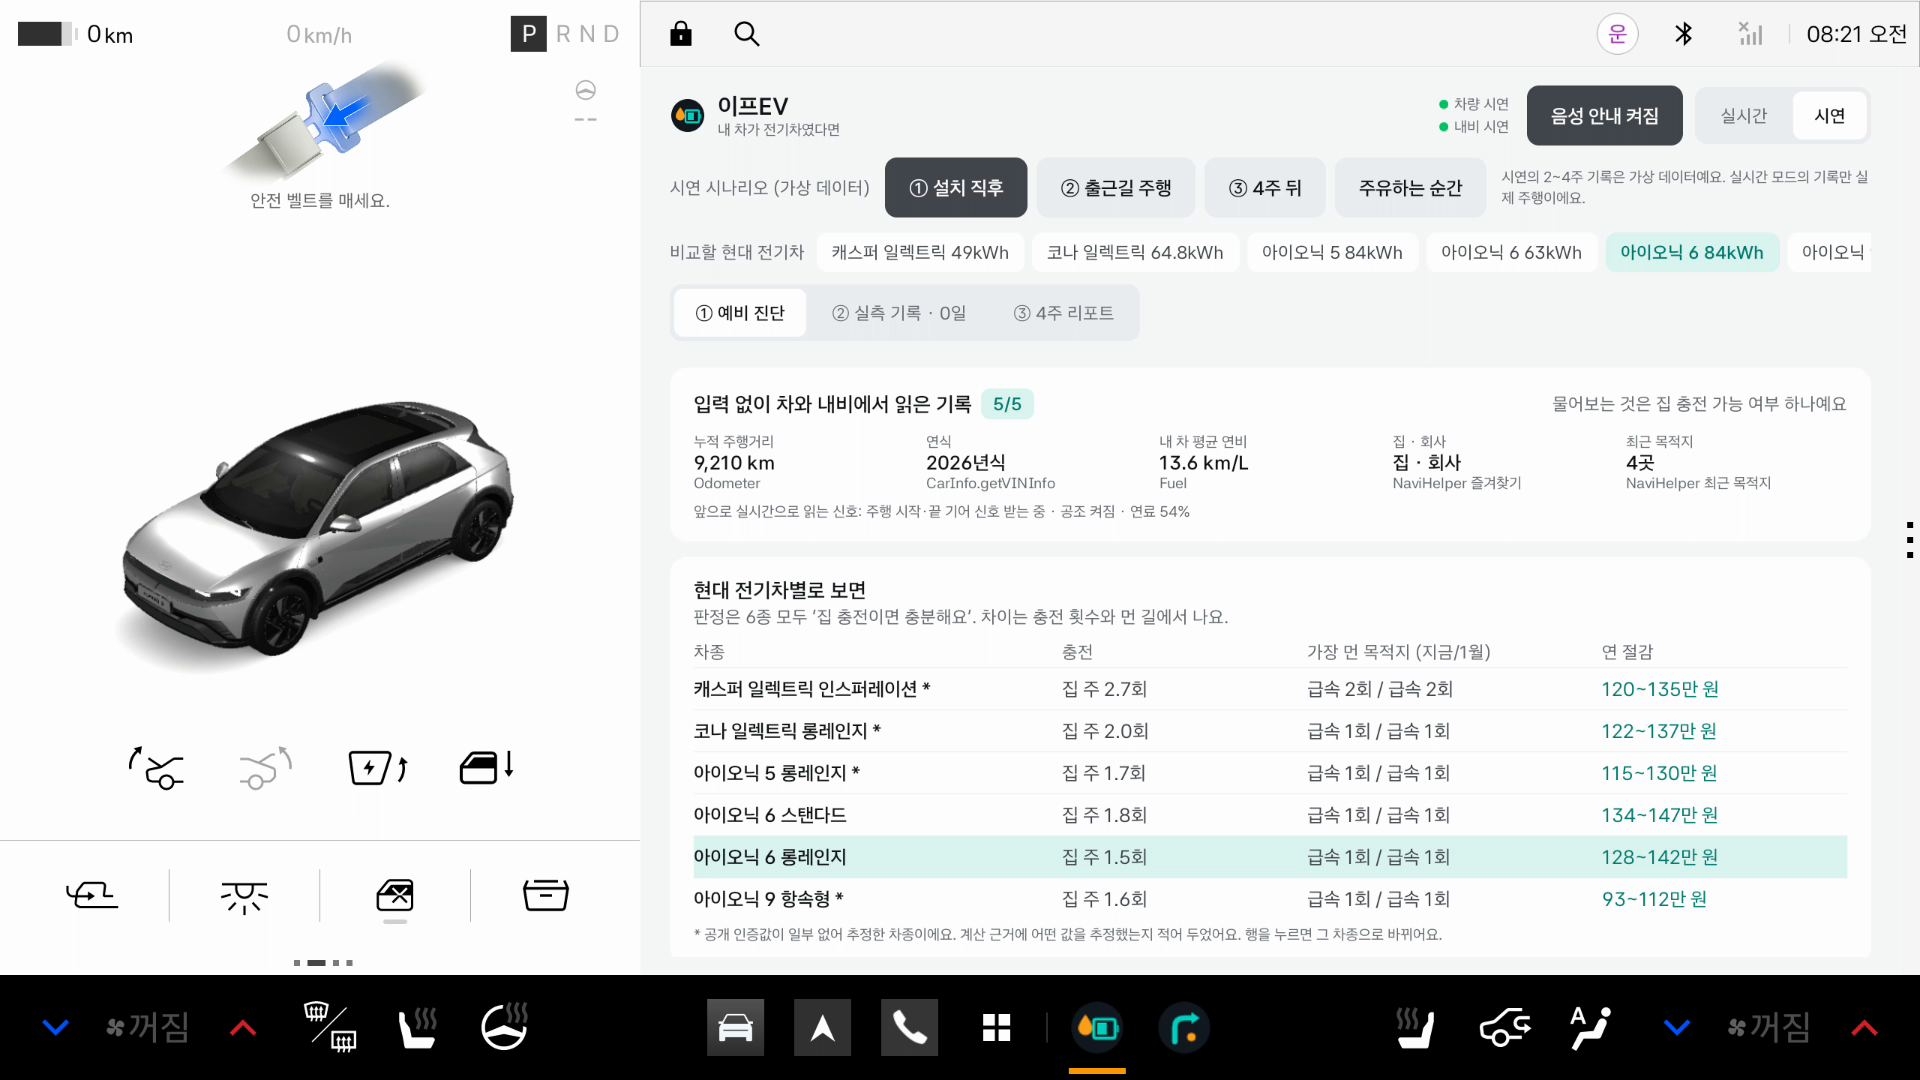 0 km
0 km/h
P R N D
안전 벨트를 매세요.
운
08:21 오전
이프EV
내 차가 전기차였다면
차량 시연
내비 시연
음성 안내 켜짐
실시간
시연
시연 시나리오 (가상 데이터)
① 설치 직후
② 출근길 주행
③ 4주 뒤
주유하는 순간
시연의 2~4주 기록은 가상 데이터예요. 실시간 모드의 기록만 실
제 주행이에요.
비교할 현대 전기차
캐스퍼 일렉트릭 49kWh
코나 일렉트릭 64.8kWh
아이오닉 5 84kWh
아이오닉 6 63kWh
아이오닉 6 84kWh
아이오닉
① 예비 진단
② 실측 기록 · 0일
③ 4주 리포트
입력 없이 차와 내비에서 읽은 기록 5/5
물어보는 것은 집 충전 가능 여부 하나예요
누적 주행거리
9,210 km
Odometer
연식
2026년식
CarInfo.getVINInfo
내 차 평균 연비
13.6 km/L
Fuel
집 · 회사
집 · 회사
NaviHelper 즐겨찾기
최근 목적지
4곳
NaviHelper 최근 목적지
앞으로 실시간으로 읽는 신호: 주행 시작·끝 기어 신호 받는 중 · 공조 켜짐 · 연료 54%
현대 전기차별로 보면
판정은 6종 모두 ‘집 충전이면 충분해요’. 차이는 충전 횟수와 먼 길에서 나요.
차종 충전 가장 먼 목적지 (지금/1월) 연 절감
캐스퍼 일렉트릭 인스퍼레이션 * 집 주 2.7회 급속 2회 / 급속 2회 120~135만 원
코나 일렉트릭 롱레인지 * 집 주 2.0회 급속 1회 / 급속 1회 122~137만 원
아이오닉 5 롱레인지 * 집 주 1.7회 급속 1회 / 급속 1회 115~130만 원
아이오닉 6 스탠다드 집 주 1.8회 급속 1회 / 급속 1회 134~147만 원
아이오닉 6 롱레인지 집 주 1.5회 급속 1회 / 급속 1회 128~142만 원
아이오닉 9 항속형 * 집 주 1.6회 급속 1회 / 급속 1회 93~112만 원
* 공개 인증값이 일부 없어 추정한 차종이에요. 계산 근거에 어떤 값을 추정했는지 적어 두었어요. 행을 누르면 그 차종으로 바뀌어요.
꺼짐
A
꺼짐